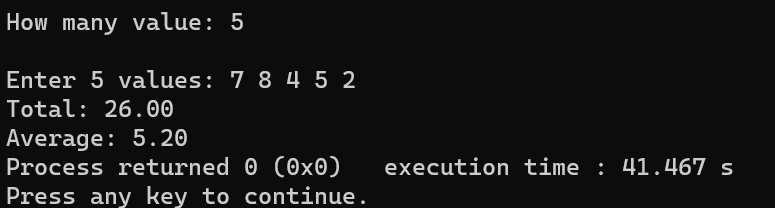 How many value: 5
Enter 5 values: 7 8 4 5 2
Total: 26.00
Average: 5.20
Process returned 0 (0x0)   execution time : 41.467 s
Press any key to continue.